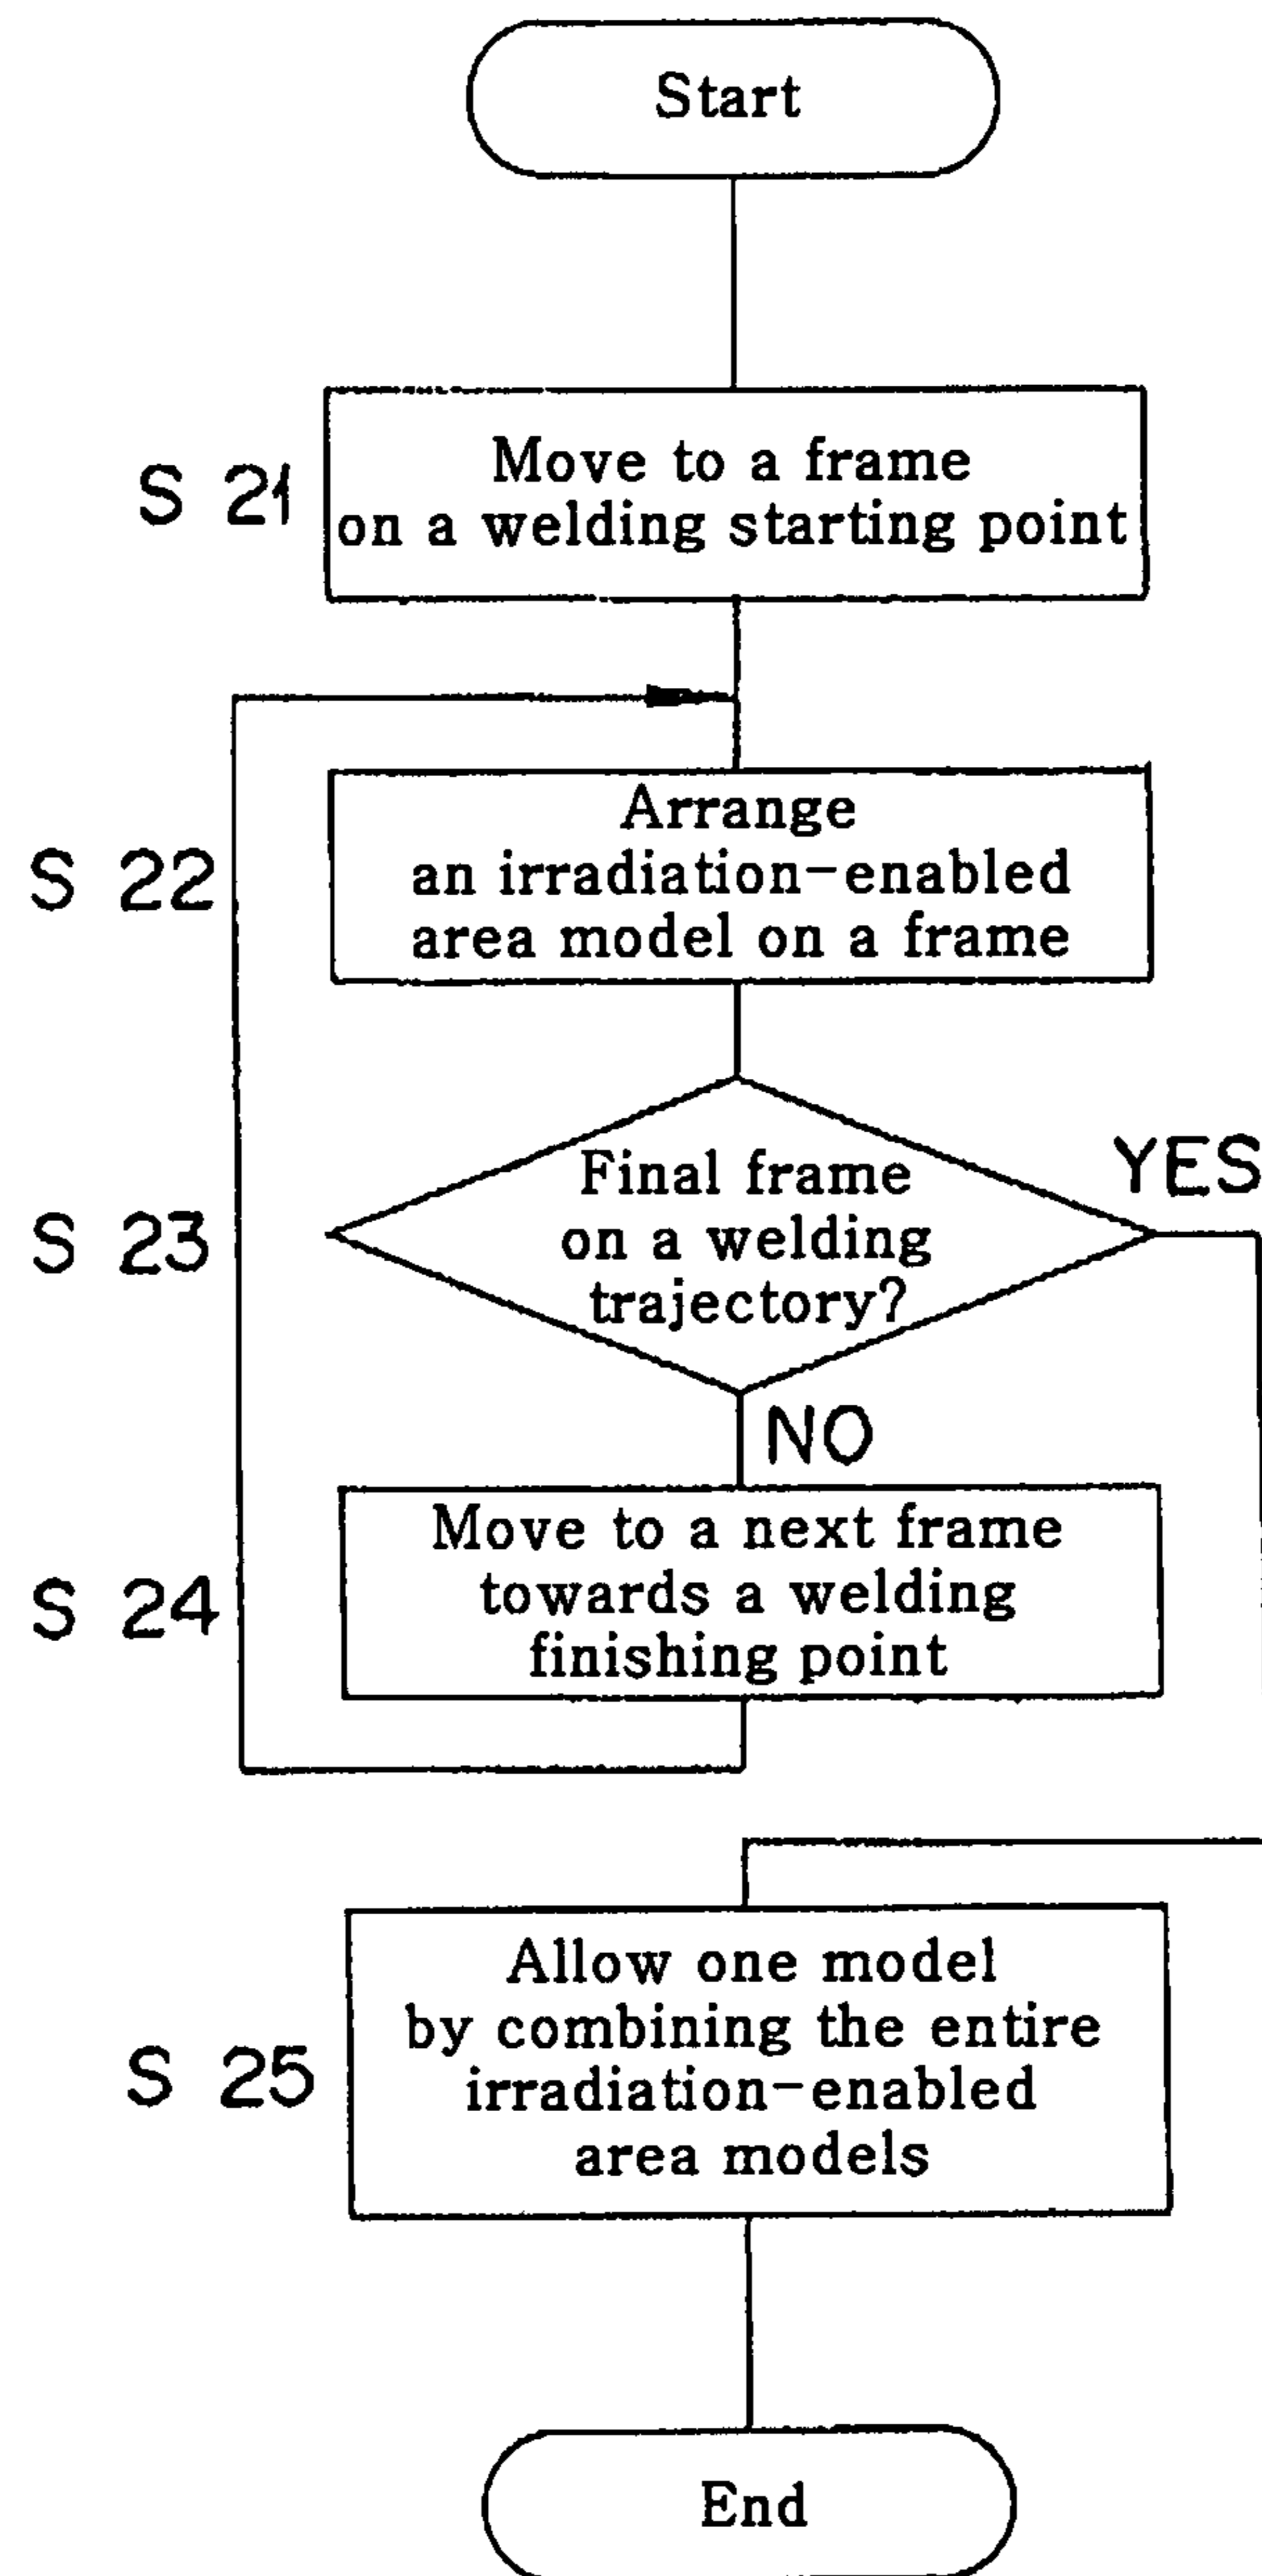 Start
S 21
Move to a frame
on a welding starting point
S 22
Arrange
an irradiation-enabled
area model on a frame
S 23
Final frame
on a welding
trajectory?
YES
NO
S 24
Move to a next frame
towards a welding
finishing point
S 25
Allow one model
by combining the entire
irradiation-enabled
area models
End